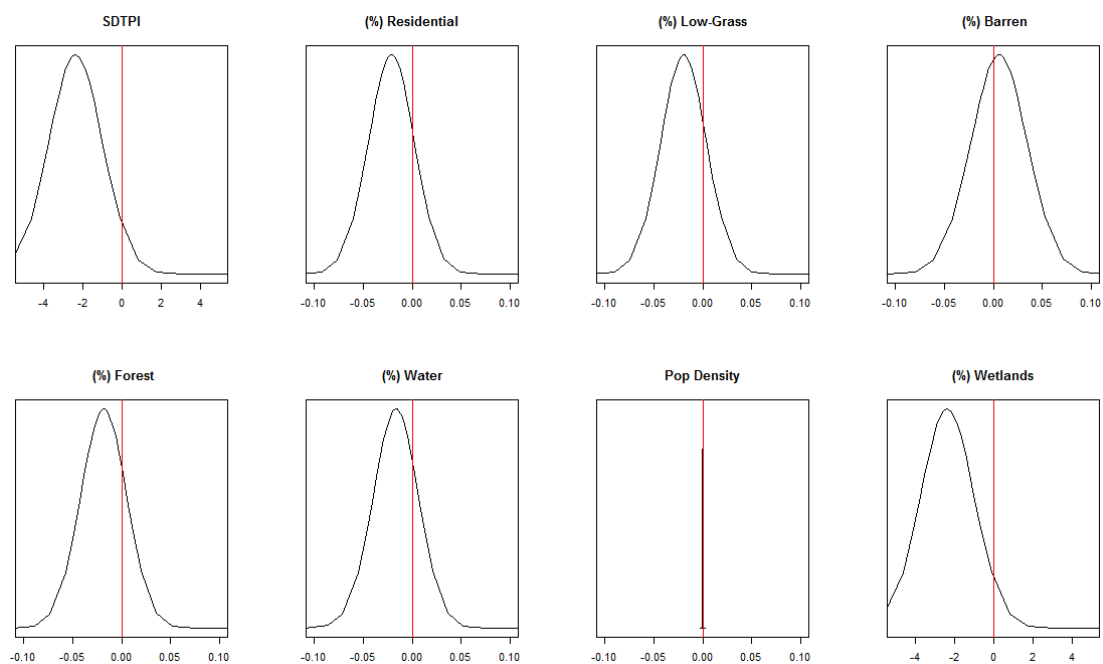 SDTPI
(%) Residential
(%) Low-Grass
(%) Barren
-4 -2 0 2 4
-0.10 -0.05 0.00 0.05 0.10
-0.10 -0.05 0.00 0.05 0.10
-0.10 -0.05 0.00 0.05 0.10
(%) Forest
(%) Water
Pop Density
(%) Wetlands
-0.10 -0.05 0.00 0.05 0.10
-0.10 -0.05 0.00 0.05 0.10
-0.10 -0.05 0.00 0.05 0.10
-4 -2 0 2 4